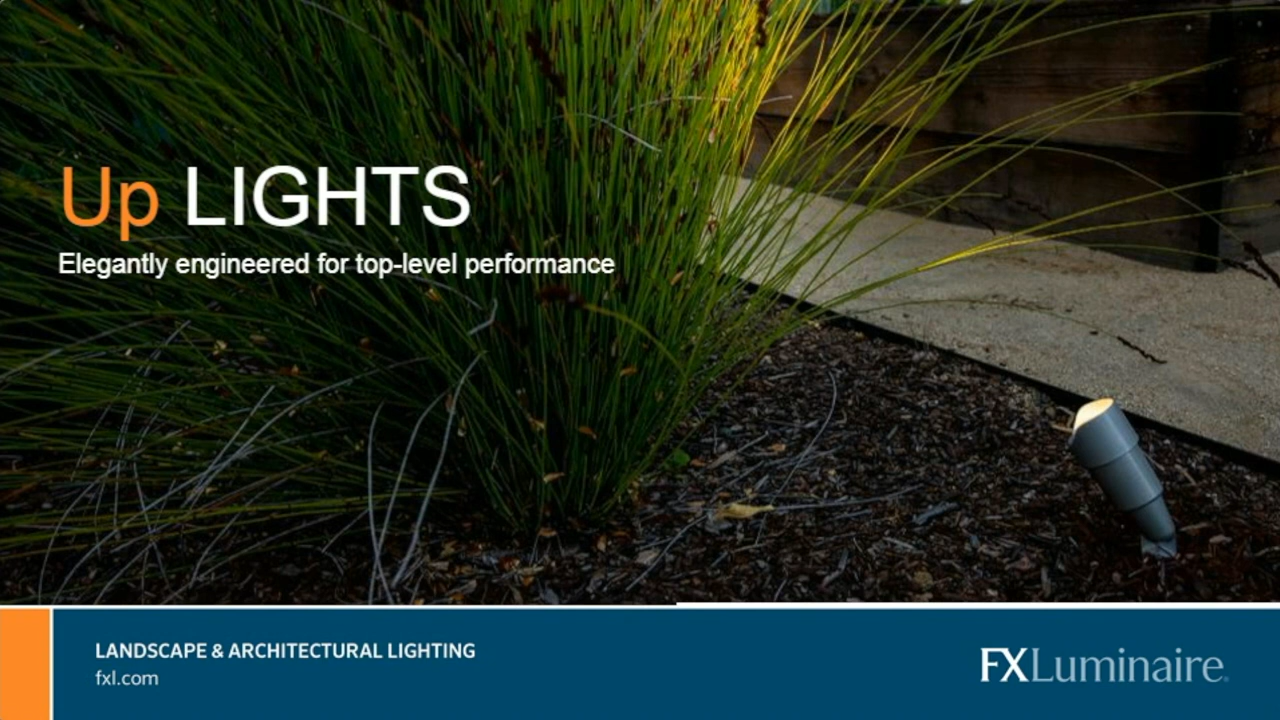 Up LIGHTS
Elegantly engineered for top-level performance
LANDSCAPE & ARCHITECTURAL LIGHTING
fxl.com
FXLuminaire.